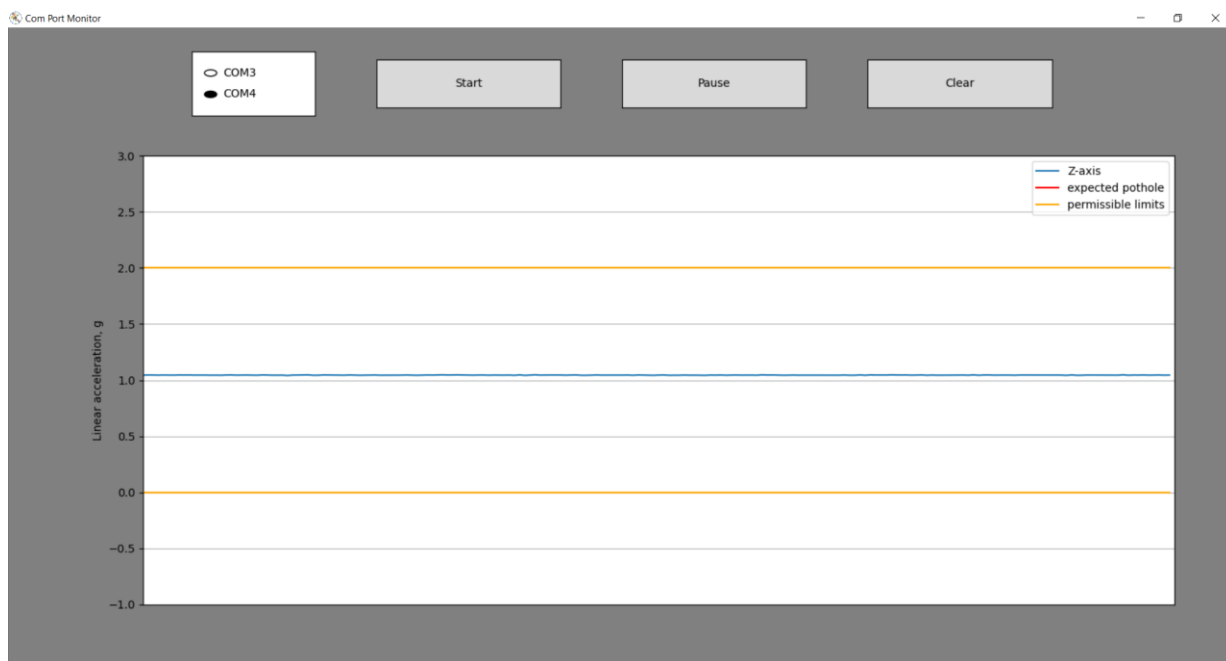 Com Port Monitor
COM3
COM4
Start
Pause
Clear
3.0
2.5
2.0
1.5
1.0
0.5
0.0
−0.5
−1.0
Linear acceleration, g
Z-axis
expected pothole
permissible limits